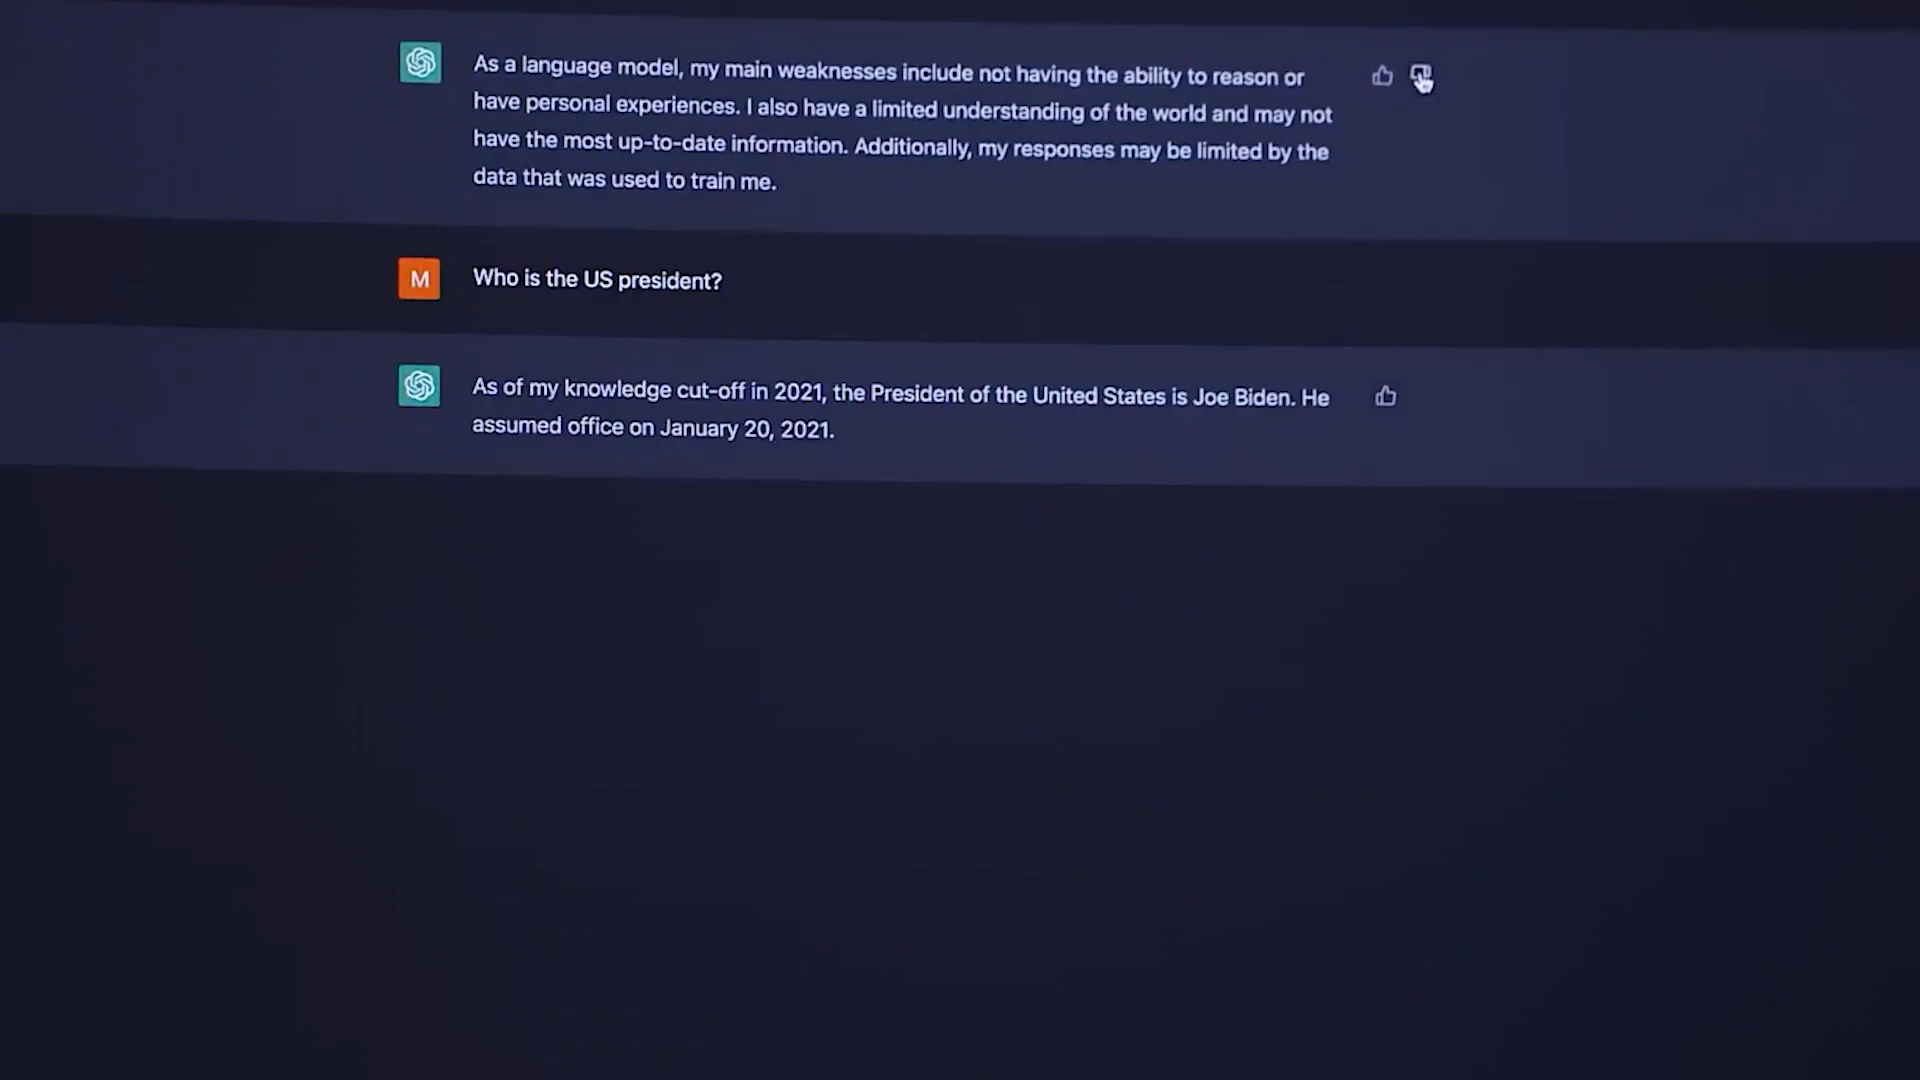 As a language model, my main weaknesses include not having the ability to reason or
have personal experiences. I also have a limited understanding of the world and may not
have the most up-to-date information. Additionally, my responses may be limited by the
data that was used to train me.
M
Who is the US president?
As of my knowledge cut-off in 2021, the President of the United States is Joe Biden. He
assumed office on January 20, 2021.